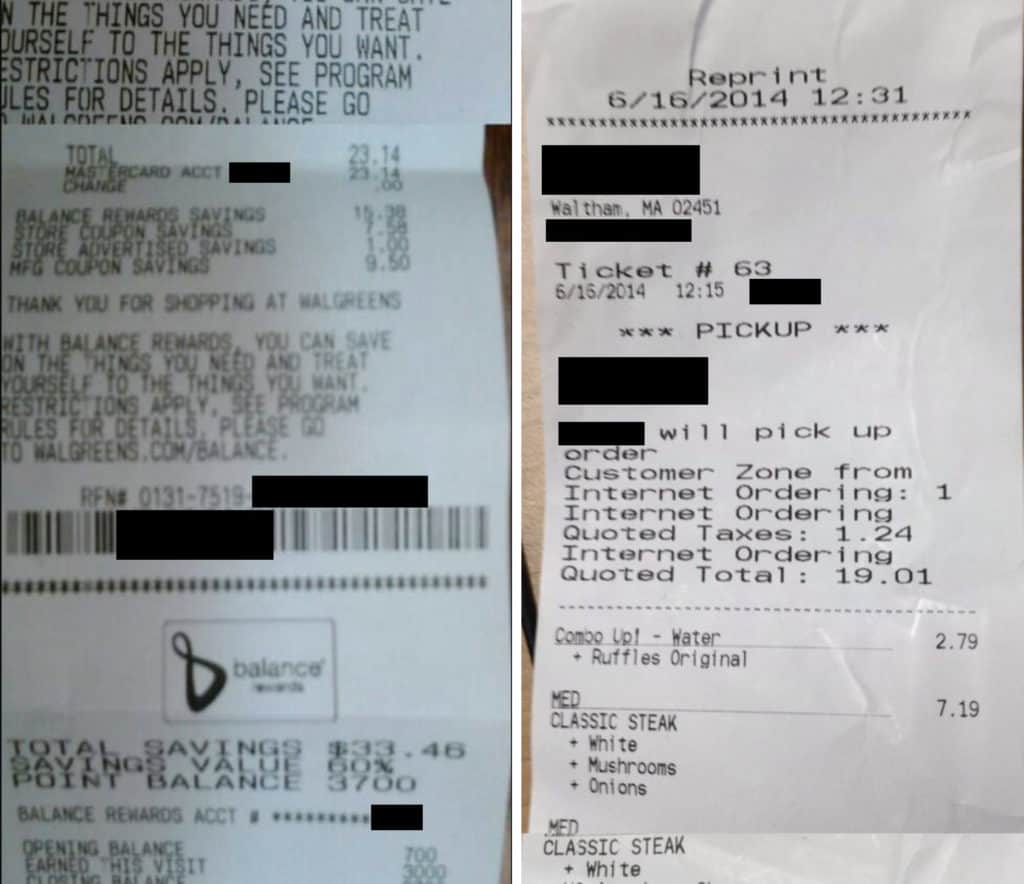 N THE THINGS YOU NEED AND TREAT
OURSELF TO THE THINGS YOU WANT.
ESTRICTIONS APPLY, SEE PROGRAM
ULES FOR DETAILS. PLEASE GO
TOTAL 23.14
MASTERCARD ACCT 23.14
CHANGE .00
BALANCE REWARDS SAVINGS 15.38
STORE COUPON SAVINGS 7.58
STORE ADVERTISED SAVINGS 1.00
MFG COUPON SAVINGS 9.50
THANK YOU FOR SHOPPING AT WALGREENS
WITH BALANCE REWARDS, YOU CAN SAVE
ON THE THINGS YOU NEED AND TREAT
YOURSELF TO THE THINGS YOU WANT.
RESTRICTIONS APPLY, SEE PROGRAM
RULES FOR DETAILS. PLEASE GO
TO WALGREENS.COM/BALANCE.
RFN# 0131-7519-
balance
rewards
TOTAL SAVINGS $33.46
SAVINGS VALUE 60%
POINT BALANCE 3700
BALANCE REWARDS ACCT # **********
OPENING BALANCE 700
EARNED THIS VISIT 3000
CLOSING BALANCE
Reprint
6/16/2014 12:31
xxxxxxxxxxxxxxxxxxxxxxxxxxxxxxxxxxxxxxxx
Waltham, MA 02451
Ticket # 63
6/16/2014 12:15
*** PICKUP ***
will pick up
order
Customer Zone from
Internet Ordering: 1
Internet Ordering
Quoted Taxes: 1.24
Internet Ordering
Quoted Total: 19.01
Combo Up! - Water 2.79
+ Ruffles Original
MED 7.19
CLASSIC STEAK
+ White
+ Mushrooms
+ Onions
MED
CLASSIC STEAK
+ White